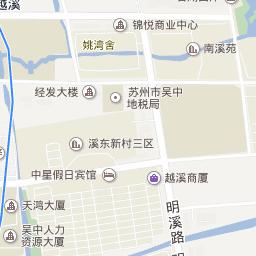 越溪
锦悦商业中心
姚湾舍
南溪苑
经发大楼
苏州市吴中
地税局
溪东新村三区
中星假日宾馆
越溪商厦
天鸿大厦
明溪路
吴中人力
资源大厦